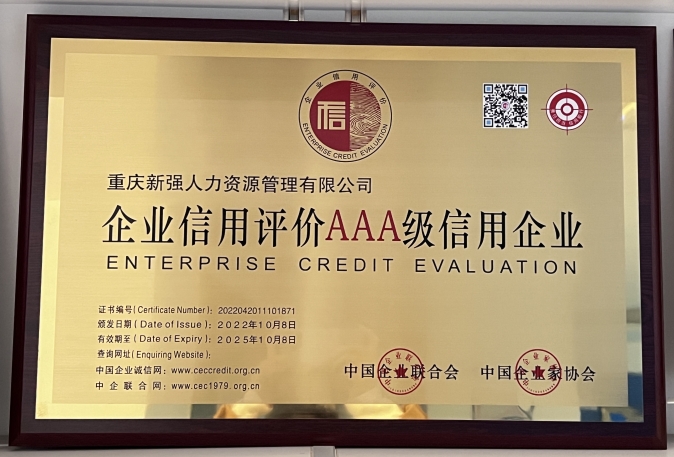 企业信用评价
信
ENTERPRISE CREDIT EVALUATION
重庆新强人力资源管理有限公司
企业信用评价AAA级信用企业
ENTERPRISE CREDIT EVALUATION
证书编号(Certificate Number)：2022042011101871
颁发日期(Date of Issue)：2022年10月8日
有效期至(Date of Expiry)：2025年10月8日
查询网址(Enquiring Website)：
中国企业诚信网：www.ceccredit.org.cn
中企联合网：www.cec1979.org.cn
中国企业联合会 中国企业家协会